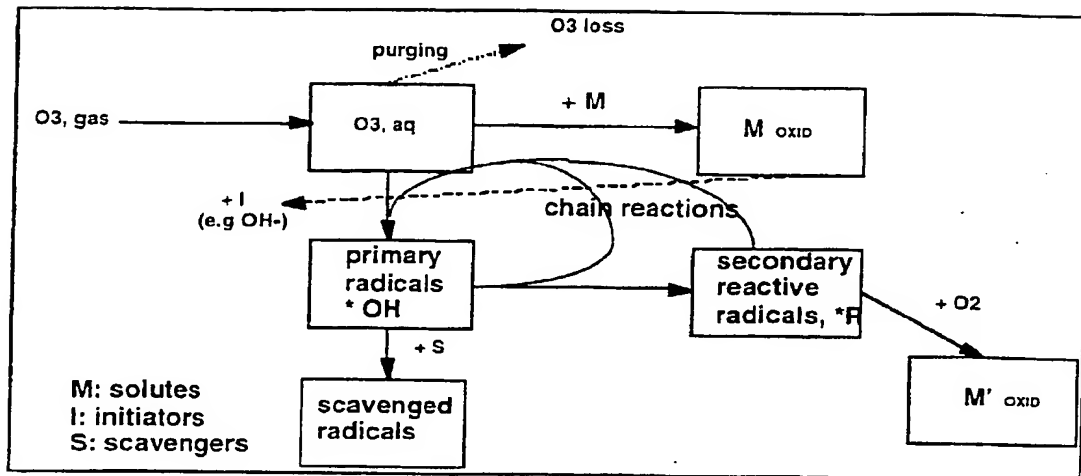 O3 loss
purging
O3, gas
O3, aq
+ M
M OXID
+ I
(e.g OH-)
chain reactions
primary
radicals
* OH
secondary
reactive
radicals, *R
+ O2
+ S
M: solutes
I: initiators
S: scavengers
scavenged
radicals
M' OXID